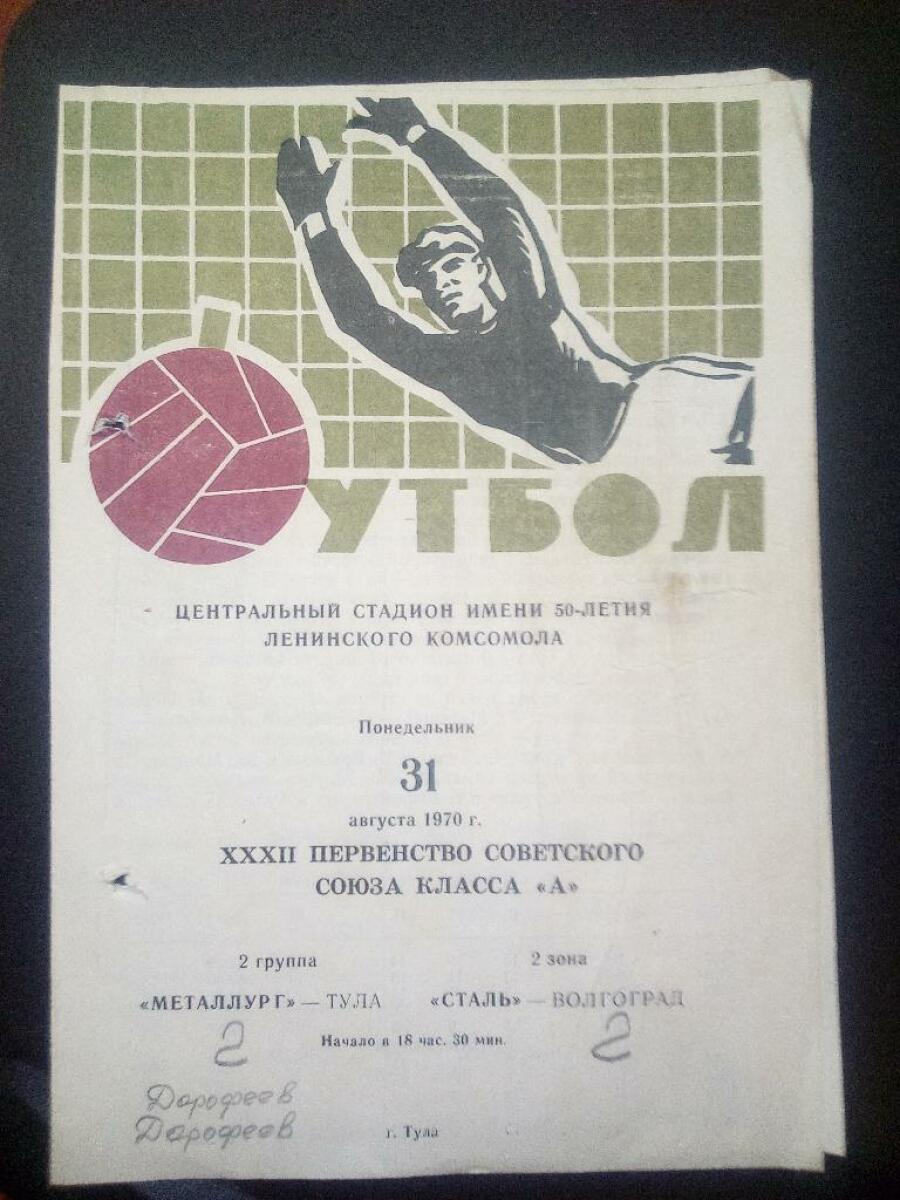 ФУТБОЛ
ЦЕНТРАЛЬНЫЙ СТАДИОН ИМЕНИ 50-ЛЕТИЯ
ЛЕНИНСКОГО КОМСОМОЛА
Понедельник
31
августа 1970 г.
XXXII ПЕРВЕНСТВО СОВЕТСКОГО
СОЮЗА КЛАССА «А»
2 группа 2 зона
«МЕТАЛЛУРГ» — ТУЛА «СТАЛЬ» — ВОЛГОГРАД
2 Начало в 18 час. 30 мин. 2
Дорофеев
Дорофеев
г. Тула